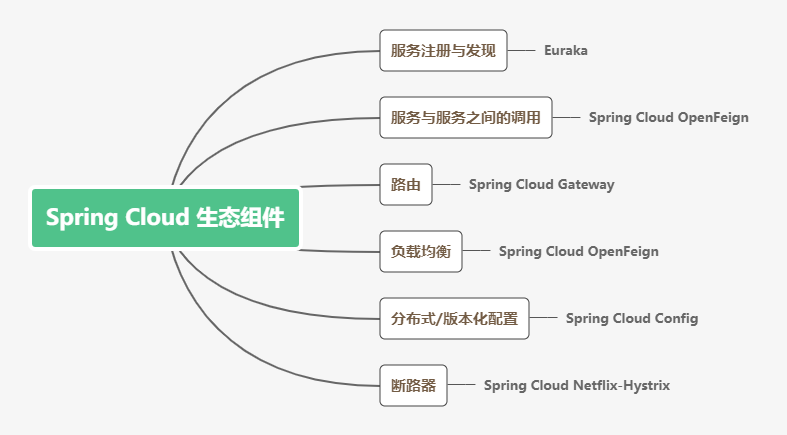 服务注册与发现 Euraka
服务与服务之间的调用 Spring Cloud OpenFeign
路由 Spring Cloud Gateway
Spring Cloud 生态组件
负载均衡 Spring Cloud OpenFeign
分布式/版本化配置 Spring Cloud Config
断路器 Spring Cloud Netflix-Hystrix